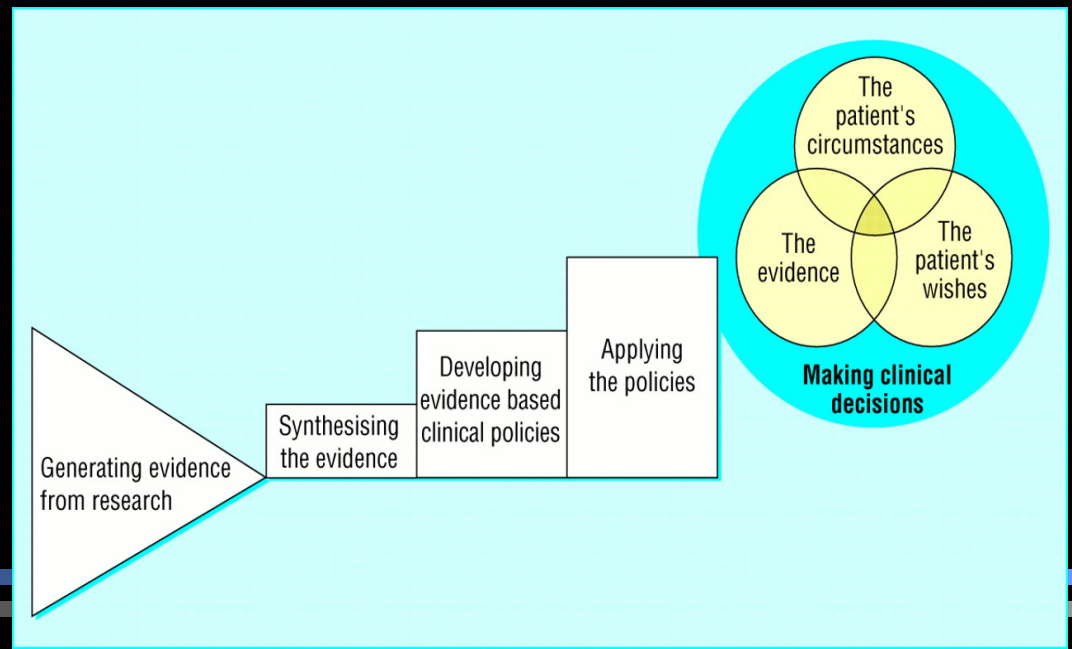 Generating evidence
from research
Synthesising
the evidence
Developing
evidence based
clinical policies
Applying
the policies
The
patient's
circumstances
The
evidence
The
patient's
wishes
Making clinical
decisions